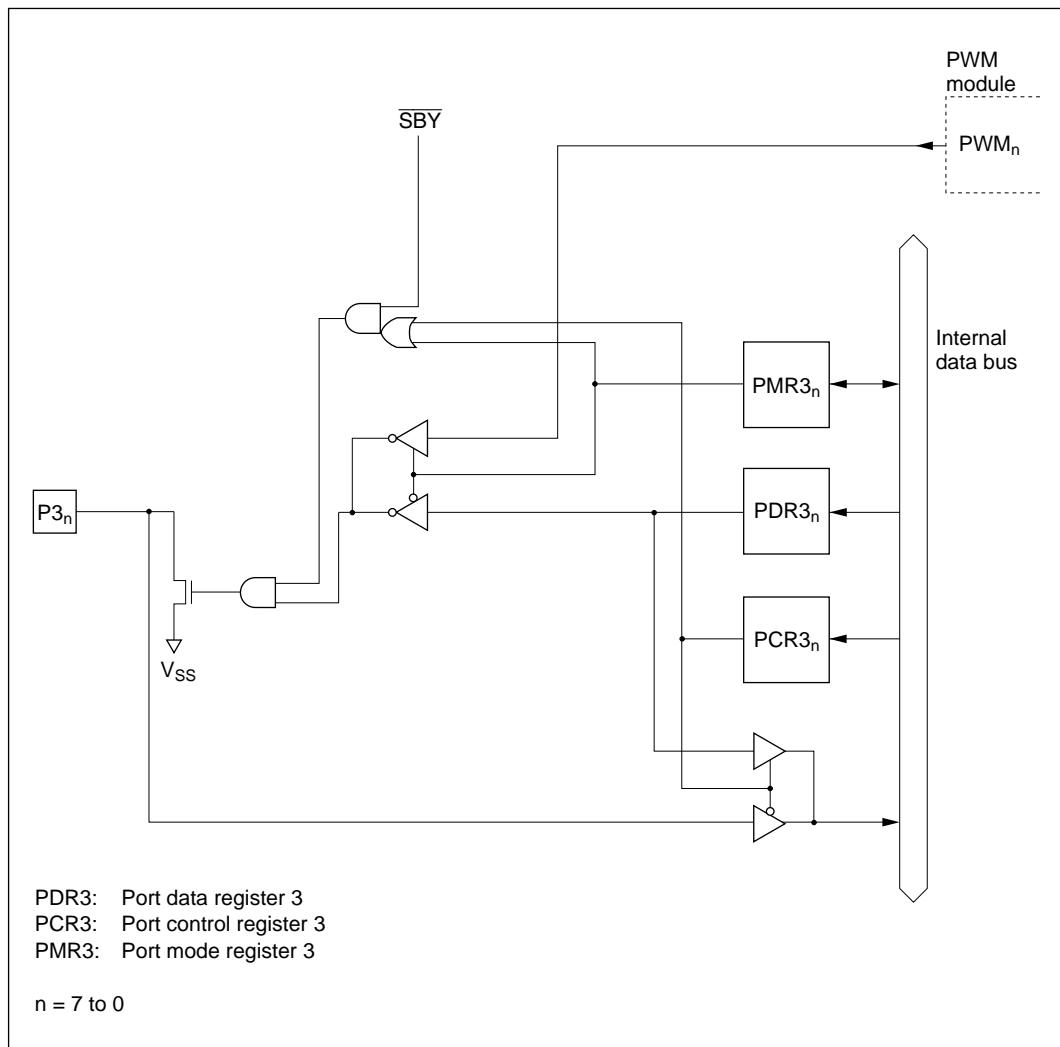 PWM
module
PWMn
SBY
Internal
data bus
PMR3n
PDR3n
P3n
PCR3n
VSS
PDR3: Port data register 3
PCR3: Port control register 3
PMR3: Port mode register 3
n = 7 to 0